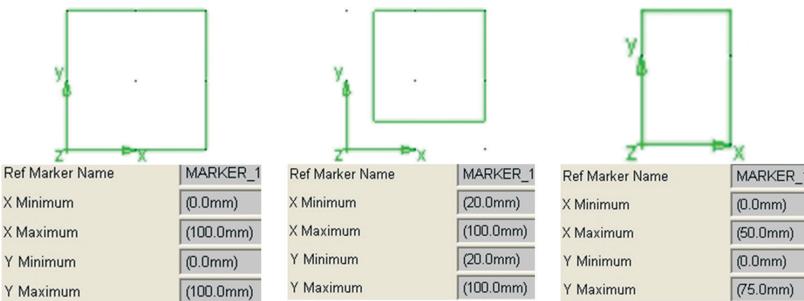 y
z x
Ref Marker Name MARKER_1
X Minimum (0.0mm)
X Maximum (100.0mm)
Y Minimum (0.0mm)
Y Maximum (100.0mm)
y
z x
Ref Marker Name MARKER_1
X Minimum (20.0mm)
X Maximum (100.0mm)
Y Minimum (20.0mm)
Y Maximum (100.0mm)
y
z x
Ref Marker Name MARKER_1
X Minimum (0.0mm)
X Maximum (50.0mm)
Y Minimum (0.0mm)
Y Maximum (75.0mm)